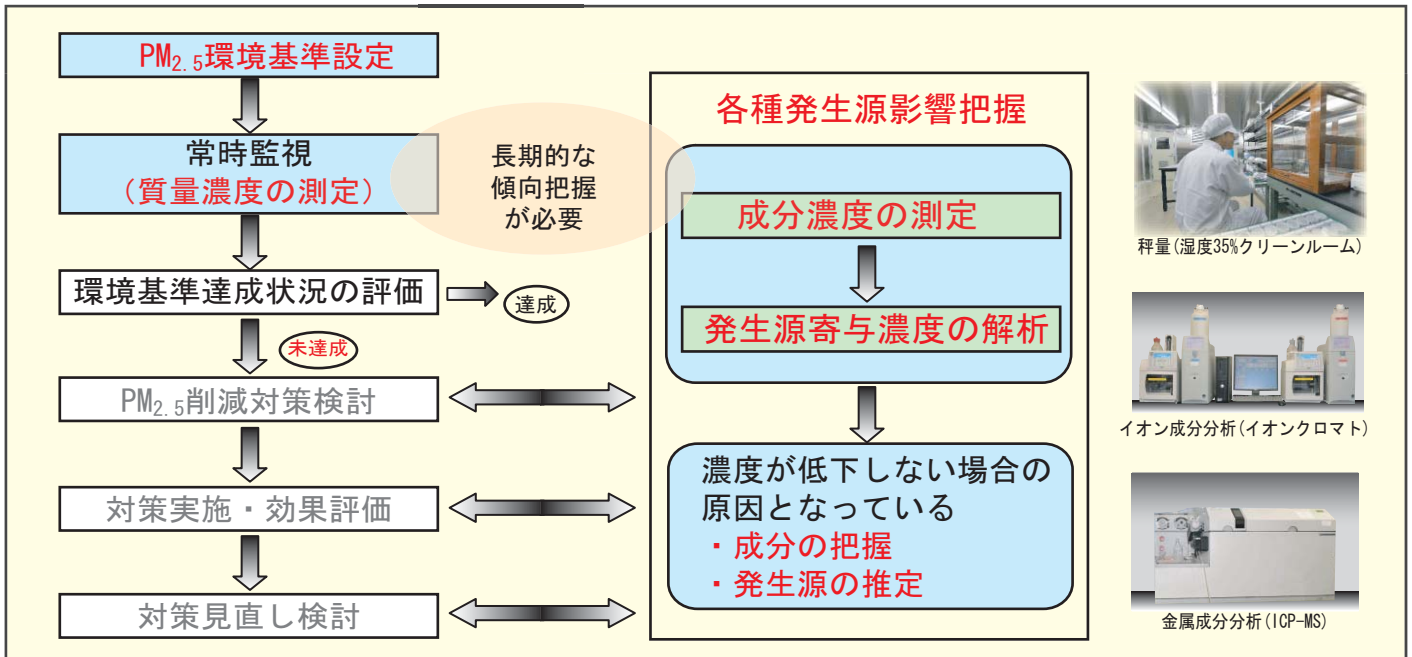 PM2.5環境基準設定
常時監視
（質量濃度の測定）
長期的な
傾向把握
が必要
環境基準達成状況の評価
達成
未達成
PM2.5削減対策検討
対策実施・効果評価
対策見直し検討
各種発生源影響把握
成分濃度の測定
発生源寄与濃度の解析
濃度が低下しない場合の
原因となっている
・成分の把握
・発生源の推定
秤量(湿度35%クリーンルーム)
イオン成分分析(イオンクロマト)
金属成分分析(ICP-MS)